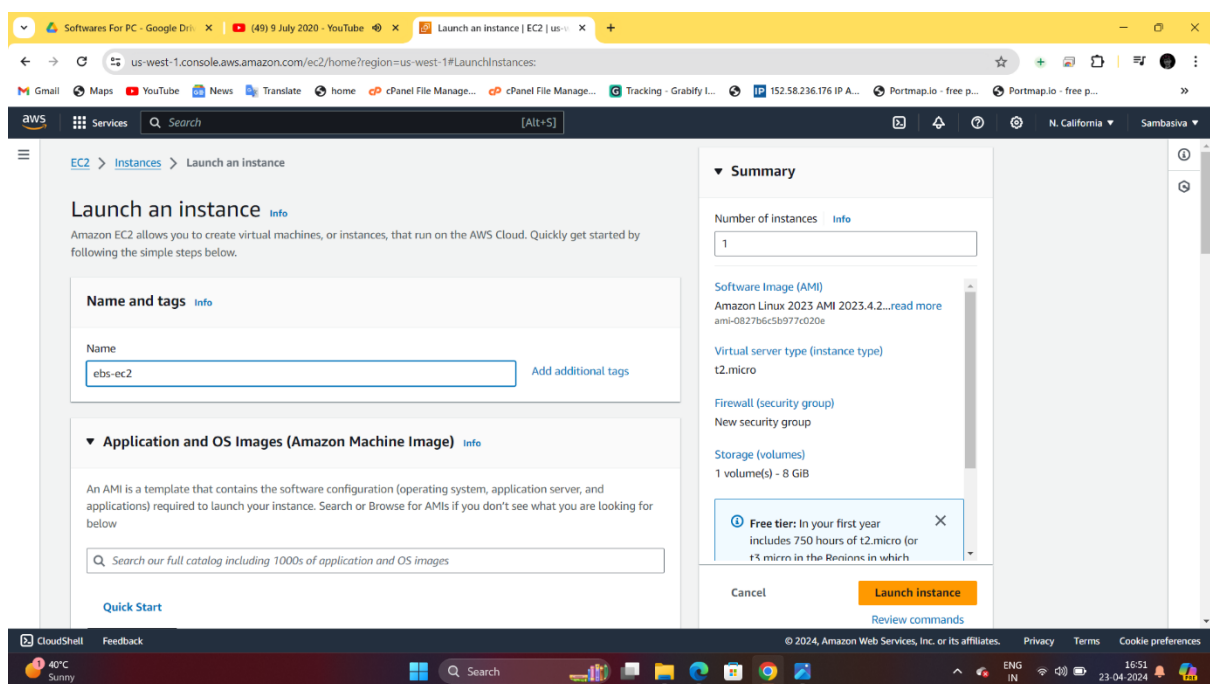 Softwares For PC - Google Dri
(49) 9 July 2020 - YouTube
Launch an instance | EC2 | us-w
us-west-1.console.aws.amazon.com/ec2/home?region=us-west-1#LaunchInstances:
Gmail Maps YouTube News Translate home cPanel File Manage... cPanel File Manage... Tracking - Grabify l... 152.58.236.176 IP A... Portmap.io - free p... Portmap.io - free p... »
aws Services Search [Alt+S] N. California Sambasiva
EC2 > Instances > Launch an instance
Launch an instance Info
Amazon EC2 allows you to create virtual machines, or instances, that run on the AWS Cloud. Quickly get started by
following the simple steps below.
Name and tags Info
Name
ebs-ec2
Add additional tags
Application and OS Images (Amazon Machine Image) Info
An AMI is a template that contains the software configuration (operating system, application server, and
applications) required to launch your instance. Search or Browse for AMIs if you don't see what you are looking for
below
Search our full catalog including 1000s of application and OS images
Quick Start
Summary
Number of instances Info
1
Software Image (AMI)
Amazon Linux 2023 AMI 2023.4.2...read more
ami-0827b6c5b977c020e
Virtual server type (instance type)
t2.micro
Firewall (security group)
New security group
Storage (volumes)
1 volume(s) - 8 GiB
Free tier: In your first year
includes 750 hours of t2.micro (or
t3.micro in the Regions in which
Cancel
Launch instance
Review commands
CloudShell Feedback © 2024, Amazon Web Services, Inc. or its affiliates. Privacy Terms Cookie preferences
1
40°C
Sunny
Search
ENG
IN
16:51
23-04-2024
PRE